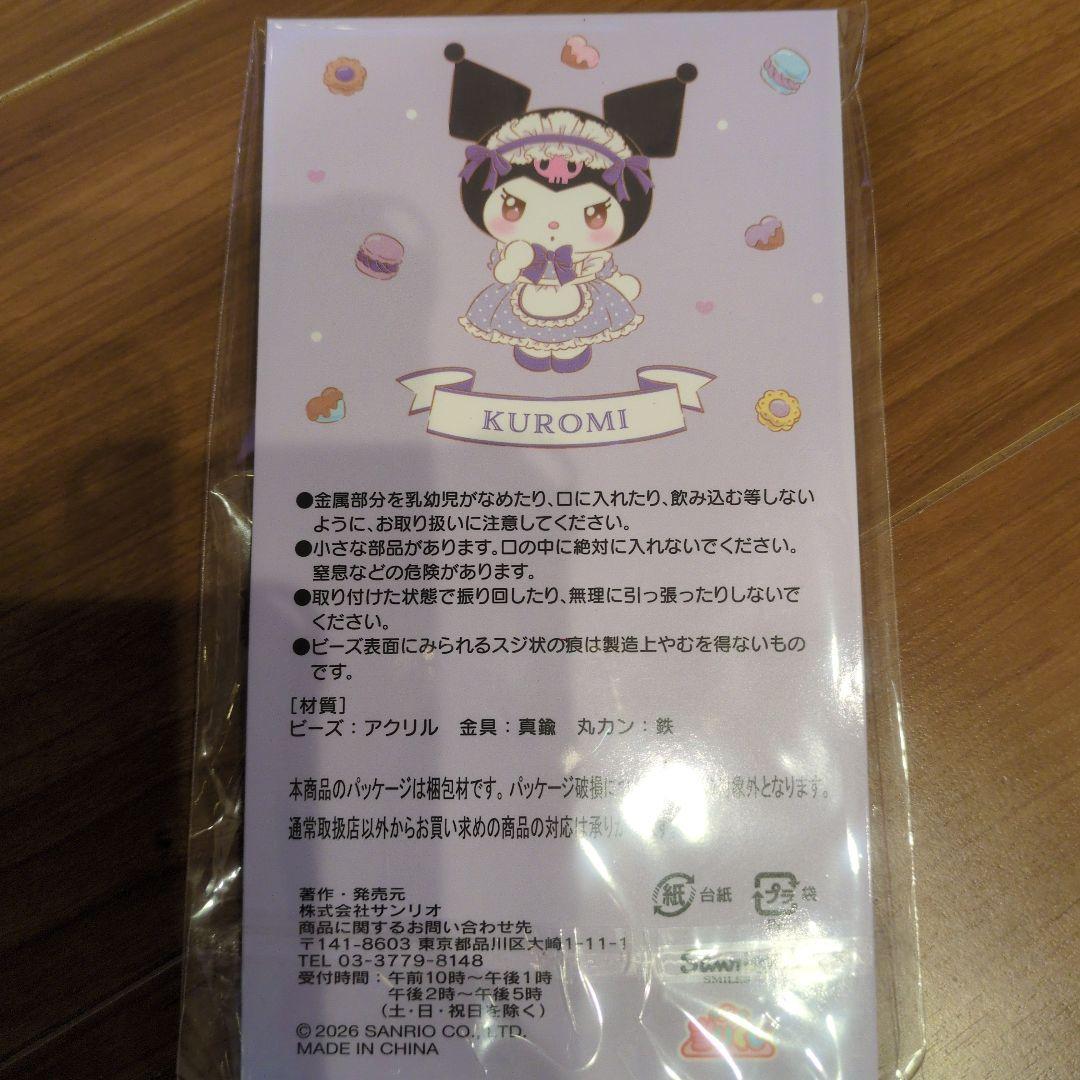 KUROMI
●金属部分を乳幼児がなめたり、口に入れたり、飲み込む等しない
ように、お取り扱いに注意してください。
●小さな部品があります。口の中に絶対に入れないでください。
窒息などの危険があります。
●取り付けた状態で振り回したり、無理に引っ張ったりしないで
ください。
●ビーズ表面にみられるスジ状の痕は製造上やむを得ないもの
です。
[材質]
ビーズ：アクリル 金具：真鍮 丸カン：鉄
本商品のパッケージは梱包材です。パッケージ破損に 象外となります。
通常取扱店以外からお買い求めの商品の対応は承り
紙 台紙 プラ 袋
著作・発売元
株式会社サンリオ
商品に関するお問い合わせ先
〒141-8603 東京都品川区大崎1-11-1
TEL 03-3779-8148
受付時間：午前10時～午後1時
午後2時～午後5時
(土・日・祝日を除く)
© 2026 SANRIO CO., LTD.
MADE IN CHINA
SMILES